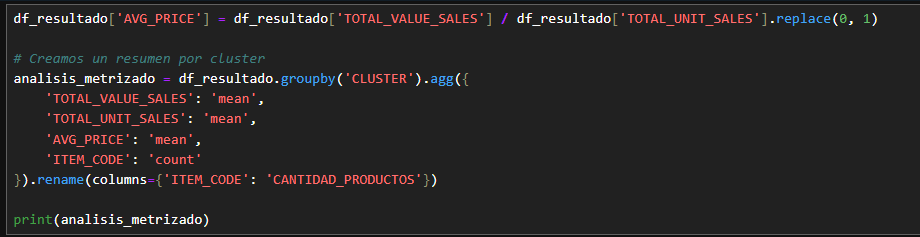 df_resultado['AVG_PRICE'] = df_resultado['TOTAL_VALUE_SALES'] / df_resultado['TOTAL_UNIT_SALES'].replace(0, 1)

# Creamos un resumen por cluster
analisis_metrizado = df_resultado.groupby('CLUSTER').agg({
    'TOTAL_VALUE_SALES': 'mean',
    'TOTAL_UNIT_SALES': 'mean',
    'AVG_PRICE': 'mean',
    'ITEM_CODE': 'count'
}).rename(columns={'ITEM_CODE': 'CANTIDAD_PRODUCTOS'})

print(analisis_metrizado)